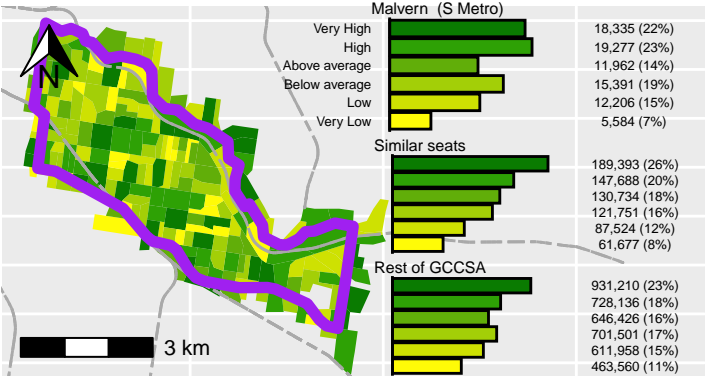 Malvern (S Metro)
Very High 18,335 (22%)
High 19,277 (23%)
Above average 11,962 (14%)
Below average 15,391 (19%)
Low 12,206 (15%)
Very Low 5,584 (7%)
Similar seats
189,393 (26%)
147,688 (20%)
130,734 (18%)
121,751 (16%)
87,524 (12%)
61,677 (8%)
Rest of GCCSA
931,210 (23%)
728,136 (18%)
646,426 (16%)
701,501 (17%)
611,958 (15%)
463,560 (11%)
3 km
N